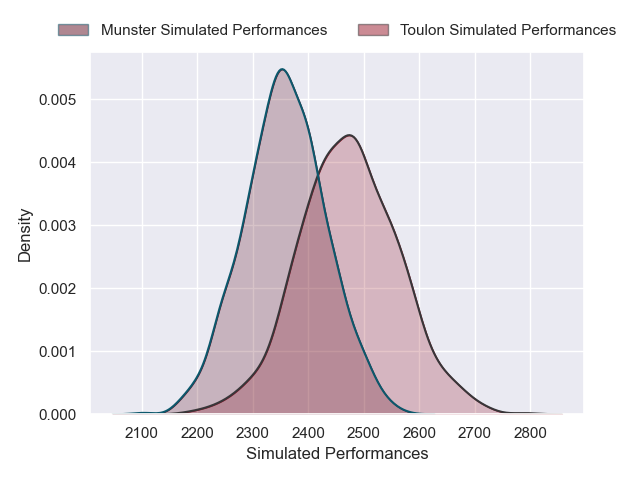 Munster Simulated Performances Toulon Simulated Performances
0.005
0.004
0.003
0.002
0.001
0.000
Density
2100 2200 2300 2400 2500 2600 2700 2800
Simulated Performances